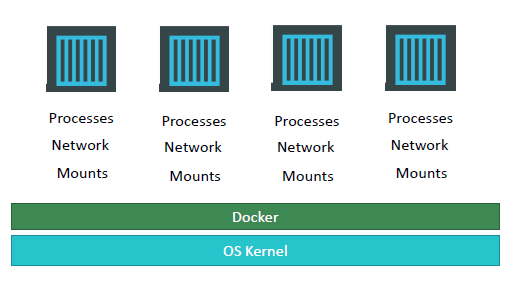 Processes Processes Processes Processes
Network Network Network Network
Mounts Mounts Mounts Mounts
Docker
OS Kernel